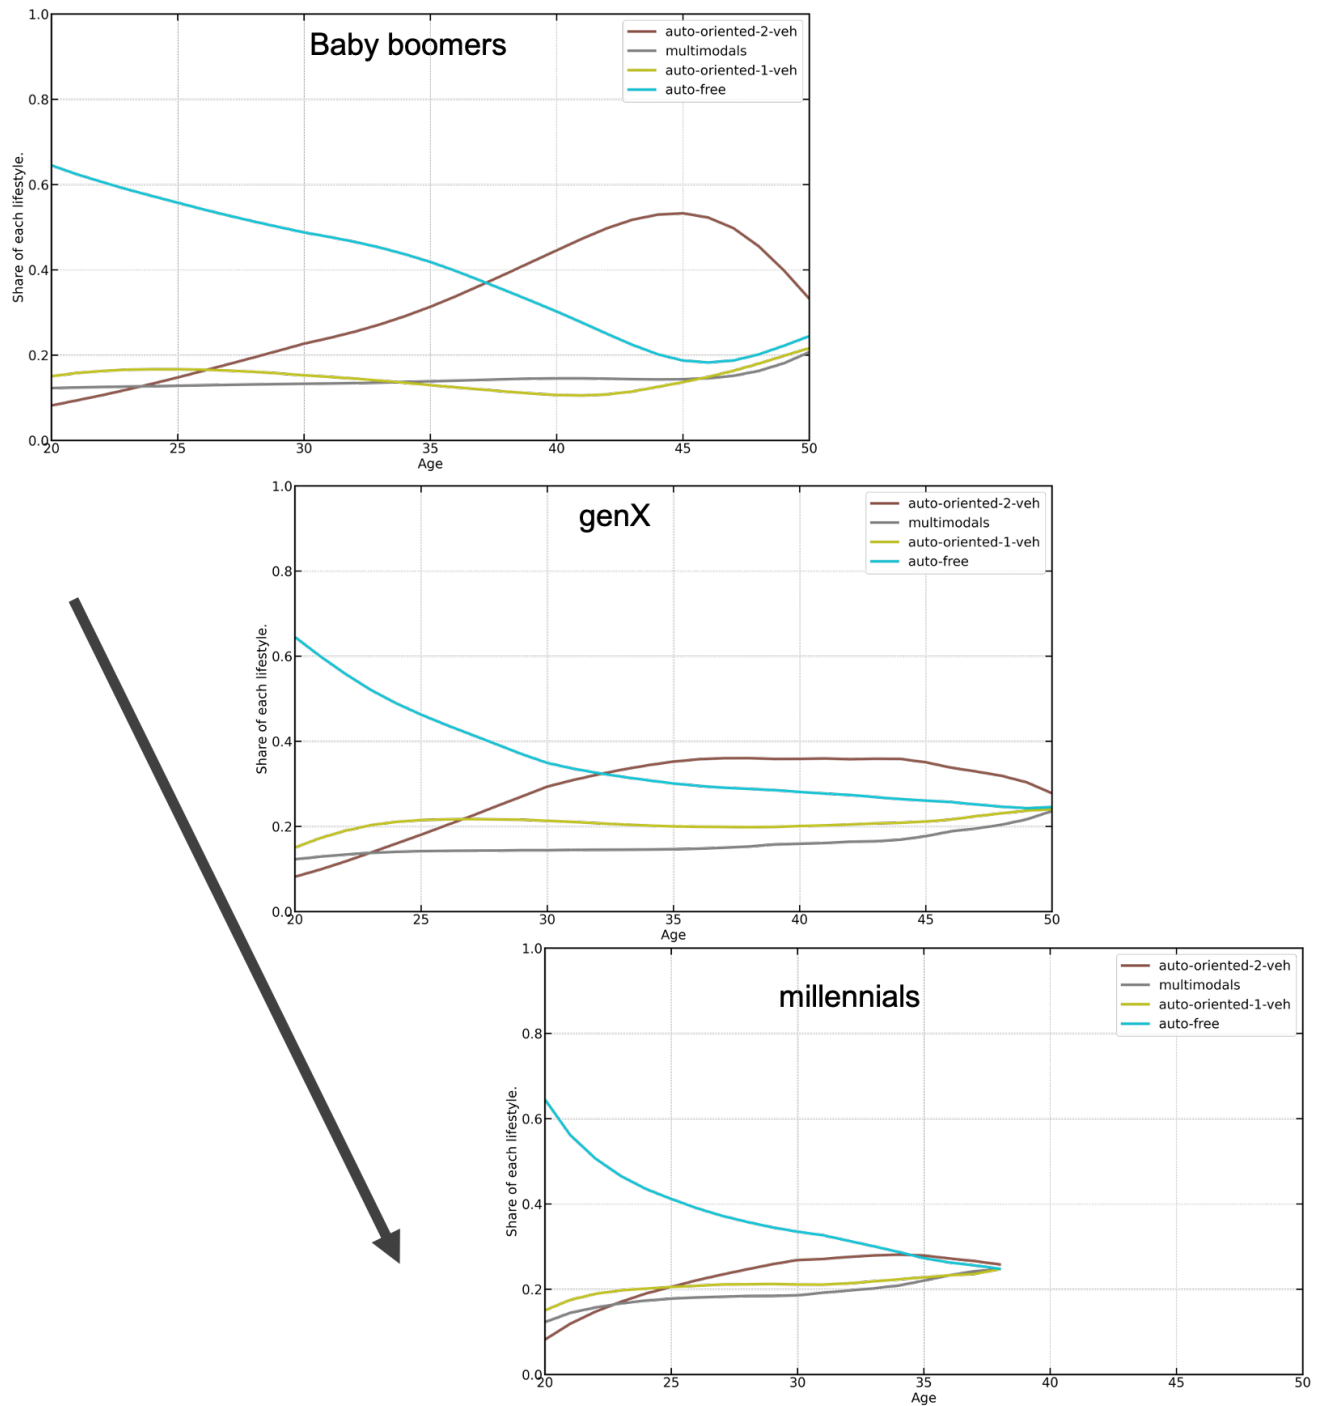 Baby boomers
auto-oriented-2-veh
multimodals
auto-oriented-1-veh
auto-free
1.0
0.8
0.6
0.4
0.2
0.0
Share of each lifestyle.
20 25 30 35 40 45 50
Age
genX
auto-oriented-2-veh
multimodals
auto-oriented-1-veh
auto-free
1.0
0.8
0.6
0.4
0.2
0.0
Share of each lifestyle.
20 25 30 35 40 45 50
Age
millennials
auto-oriented-2-veh
multimodals
auto-oriented-1-veh
auto-free
1.0
0.8
0.6
0.4
0.2
0.0
Share of each lifestyle.
20 25 30 35 40 45 50
Age